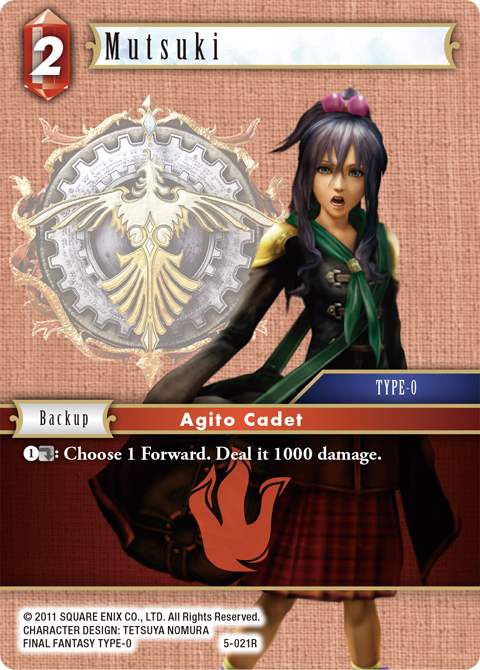 2
Mutsuki
TYPE-0
Backup
Agito Cadet
1: Choose 1 Forward. Deal it 1000 damage.
© 2011 SQUARE ENIX CO., LTD. All Rights Reserved.
CHARACTER DESIGN: TETSUYA NOMURA
FINAL FANTASY TYPE-0
5-021R